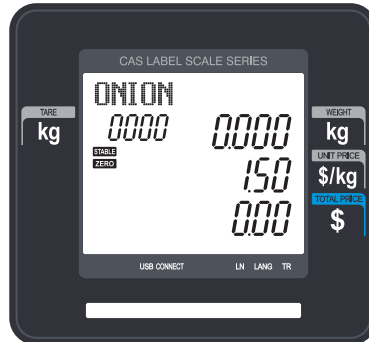 CAS LABEL SCALE SERIES
ONION
TARE
kg
0000
0.000
WEIGHT
kg
STABLE
ZERO
1.50
UNIT PRICE
$/kg
0.00
TOTAL PRICE
$
USB CONNECT LN LANG TR